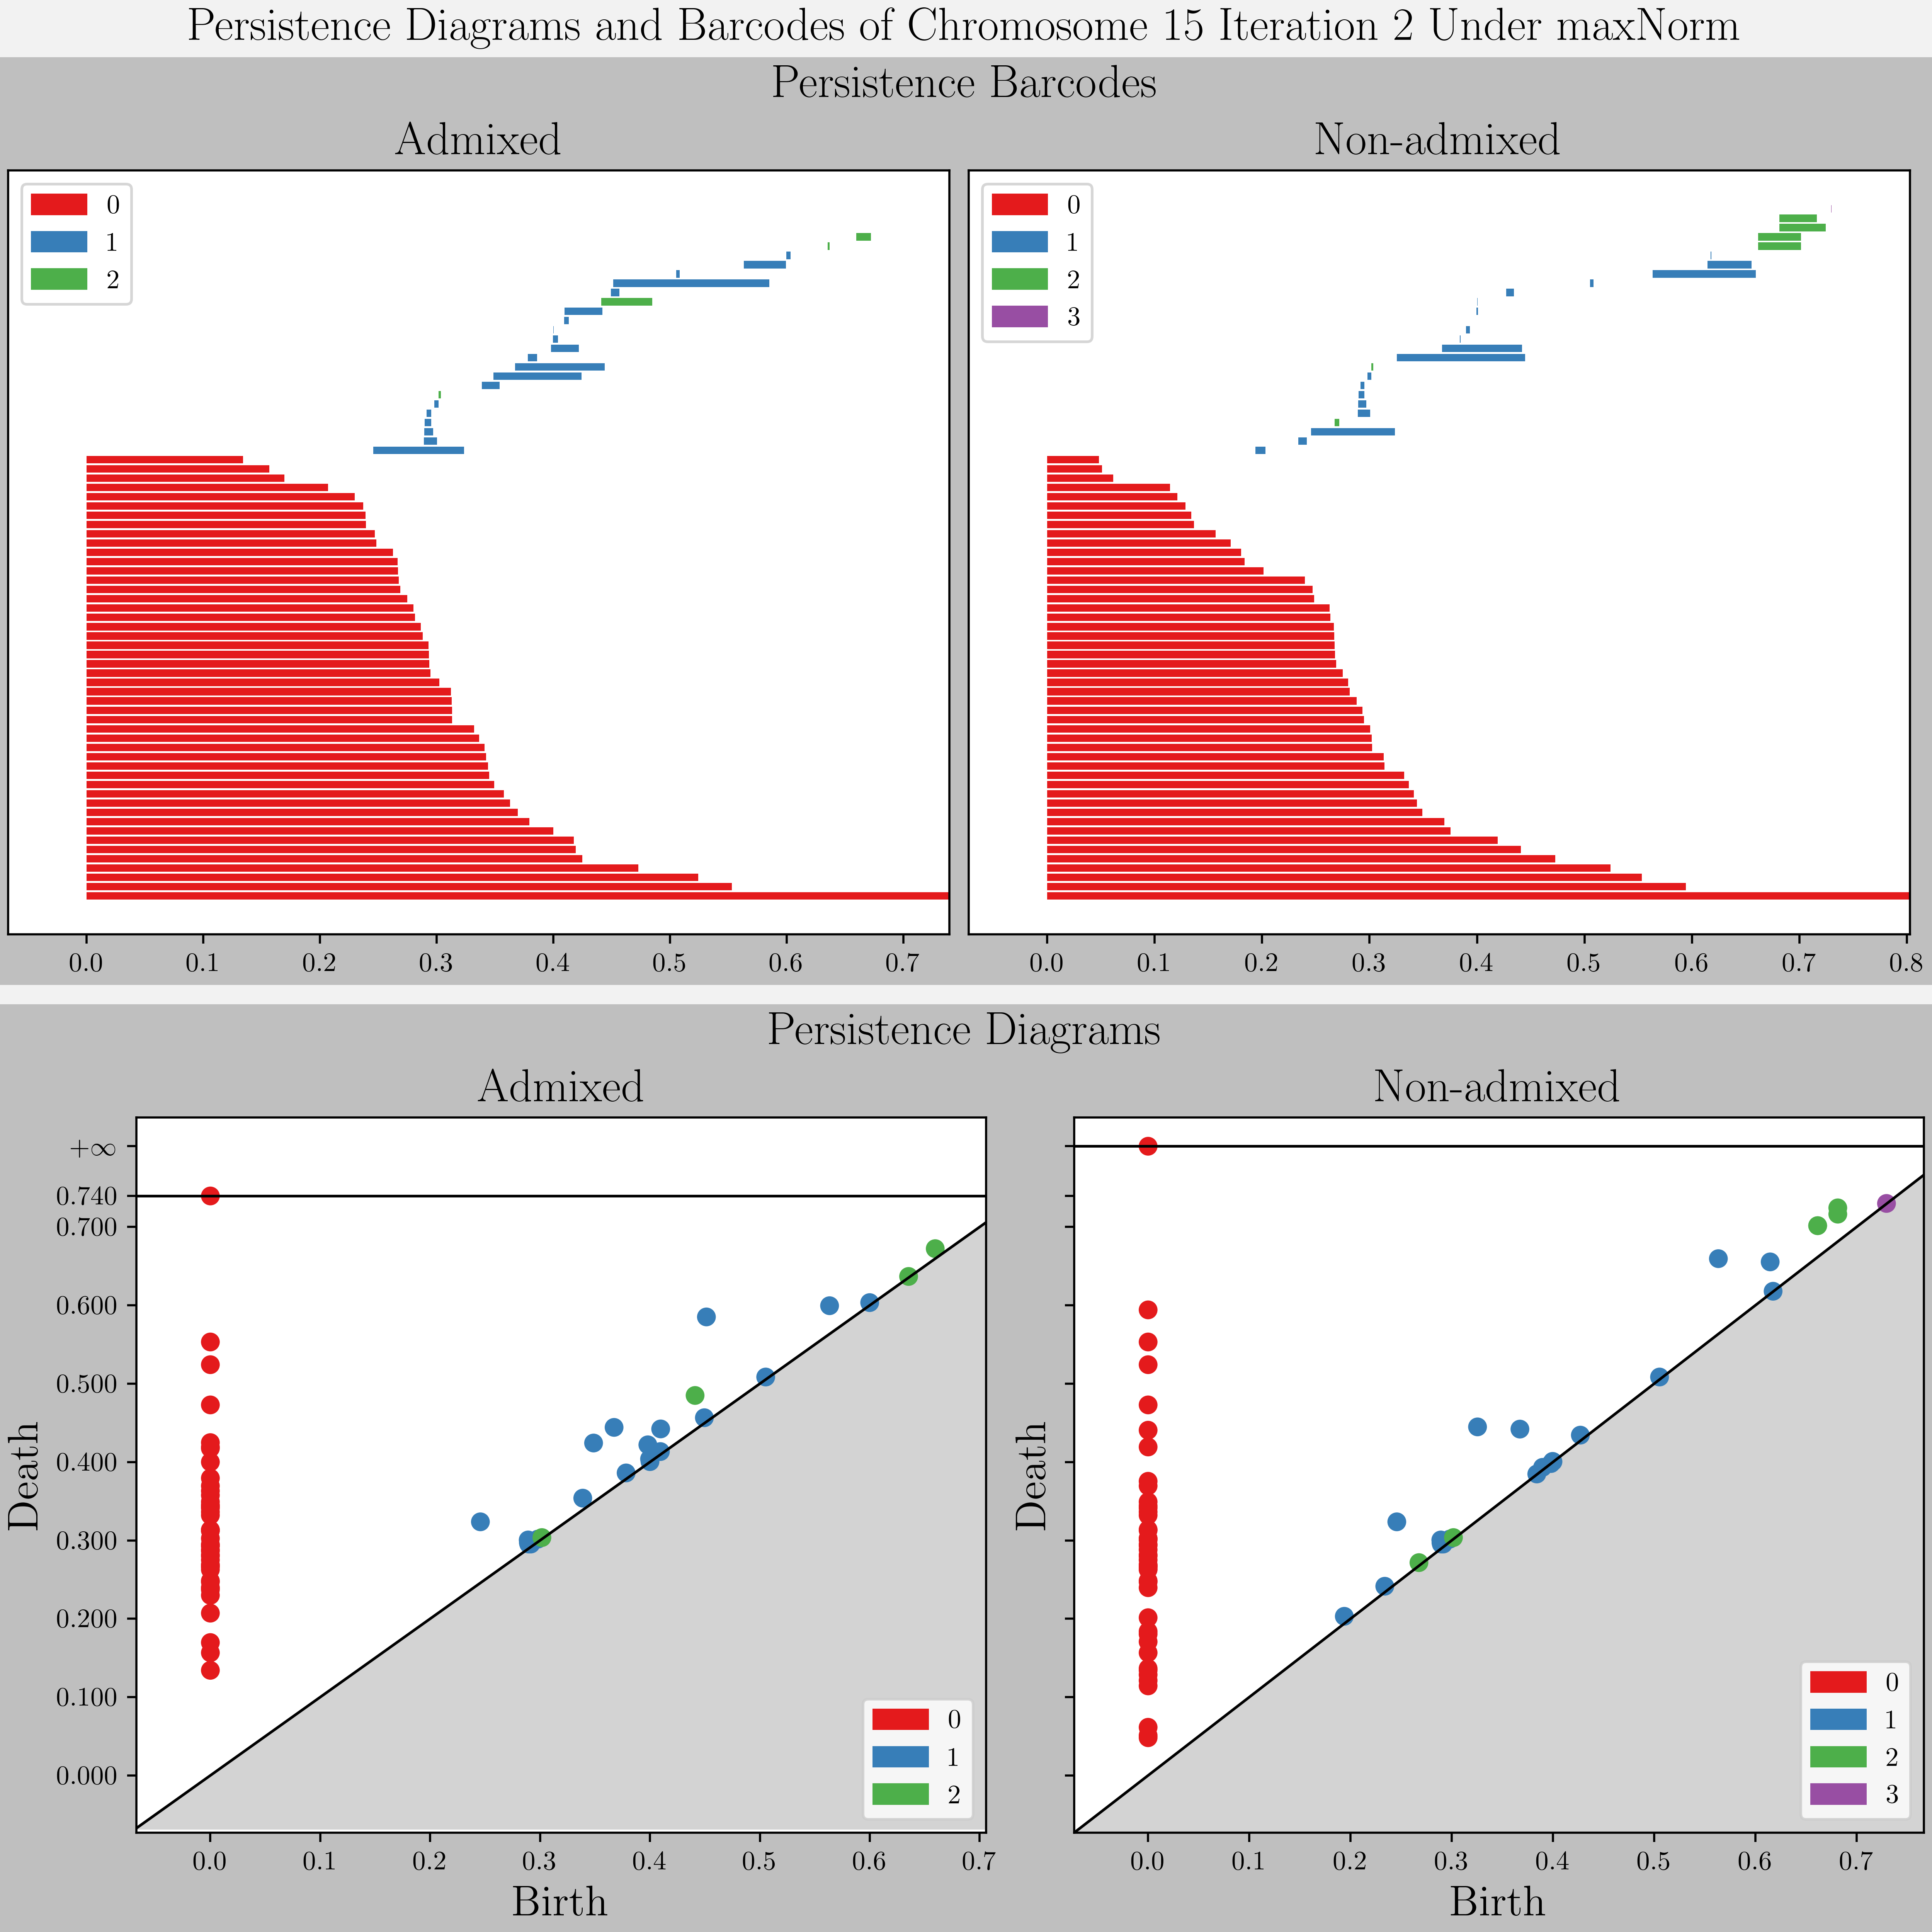 Persistence Diagrams and Barcodes of Chromosome 15 Iteration 2 Under maxNorm
Persistence Barcodes
Admixed
0
1
2
0.0 0.1 0.2 0.3 0.4 0.5 0.6 0.7
Non-admixed
0
1
2
3
0.0 0.1 0.2 0.3 0.4 0.5 0.6 0.7 0.8
Persistence Diagrams
Admixed
+∞
0.740
0.700
0.600
0.500
0.400
0.300
0.200
0.100
0.000
Death
0
1
2
0.0 0.1 0.2 0.3 0.4 0.5 0.6 0.7
Birth
Non-admixed
Death
0
1
2
3
0.0 0.1 0.2 0.3 0.4 0.5 0.6 0.7
Birth